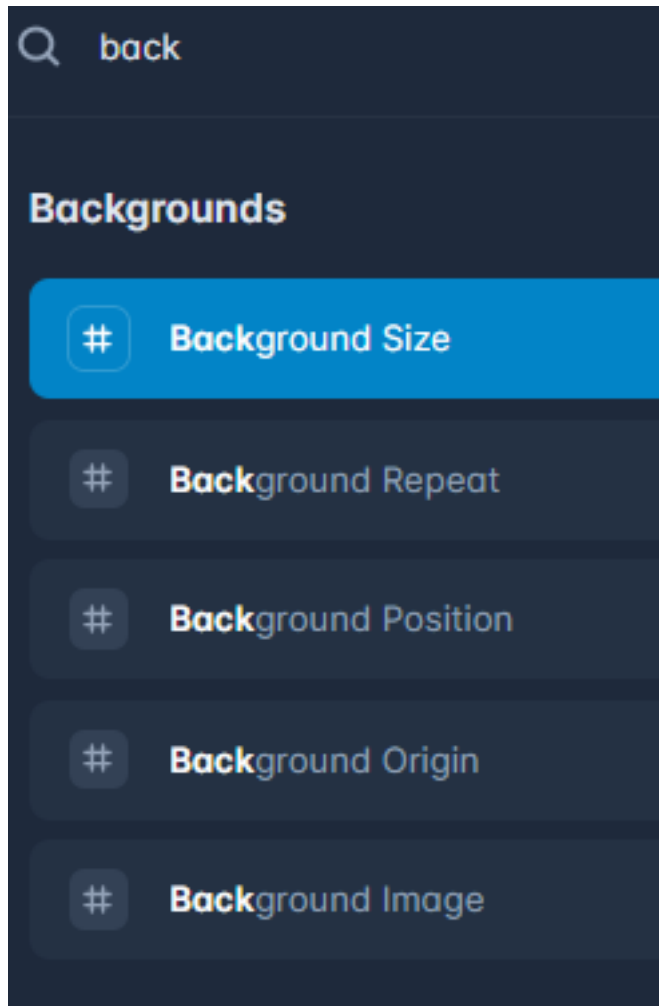 back
Backgrounds
# Background Size
# Background Repeat
# Background Position
# Background Origin
# Background Image